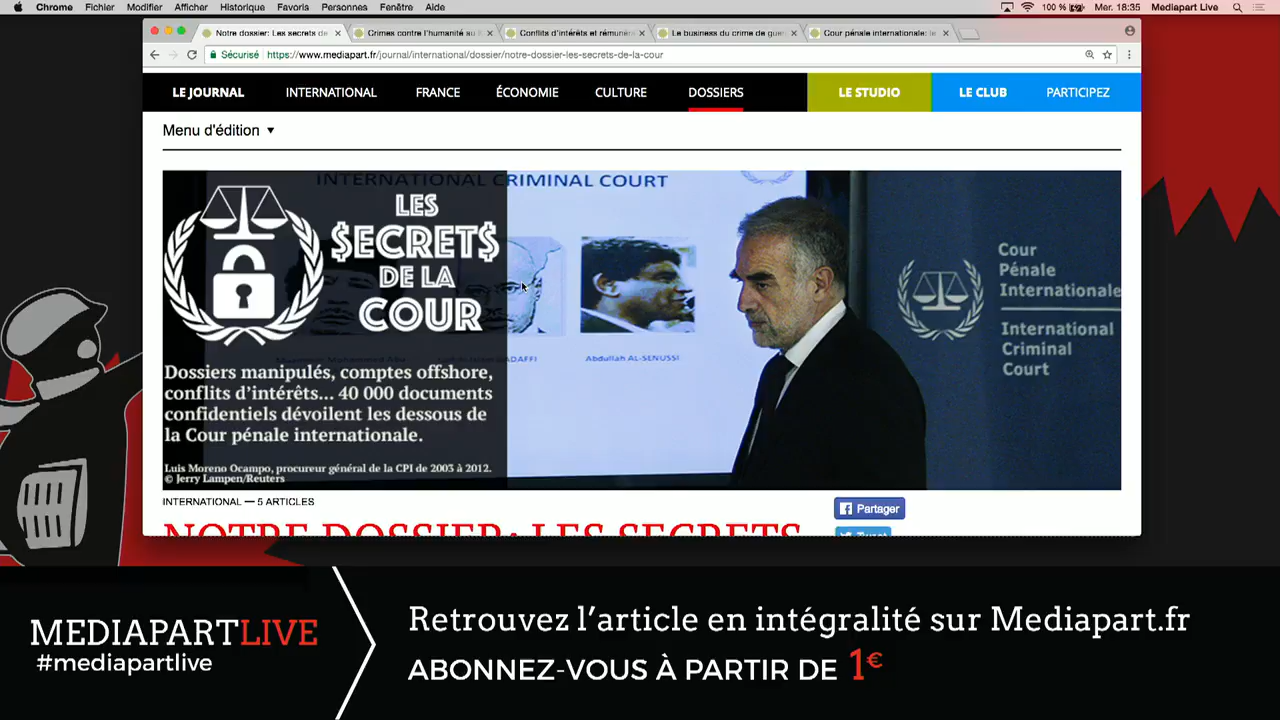 Chrome Fichier Modifier Afficher Historique Favoris Personnes Fenêtre Aide 100 % Mer. 18:35 Mediapart Live
Notre dossier: Les secrets de Crimes contre l'humanité au Conflits d'intérêts et rémunéra Le business du crime de gue Cour pénale internationale: le
Sécurisé https://www.mediapart.fr/journal/international/dossier/notre-dossier-les-secrets-de-la-cour
LE JOURNAL INTERNATIONAL FRANCE ÉCONOMIE CULTURE DOSSIERS LE STUDIO LE CLUB PARTICIPEZ
Menu d'édition
INTERNATIONAL CRIMINAL COURT
LES
$ECRET$
DE LA
COUR
Abdullah AL-SENUSSI
Cour
Pénale
Internationale
International
Criminal
Court
Dossiers manipulés, comptes offshore,
conflits d'intérêts... 40 000 documents
confidentiels dévoilent les dessous de
la Cour pénale internationale.
Luis Moreno Ocampo, procureur général de la CPI de 2003 à 2012.
© Jerry Lampen/Reuters
INTERNATIONAL — 5 ARTICLES
Partager
NOTRE DOSSIER: LES SECRETS
Tweet
MEDIAPARTLIVE
#mediapartlive
Retrouvez l'article en intégralité sur Mediapart.fr
ABONNEZ-VOUS À PARTIR DE 1€